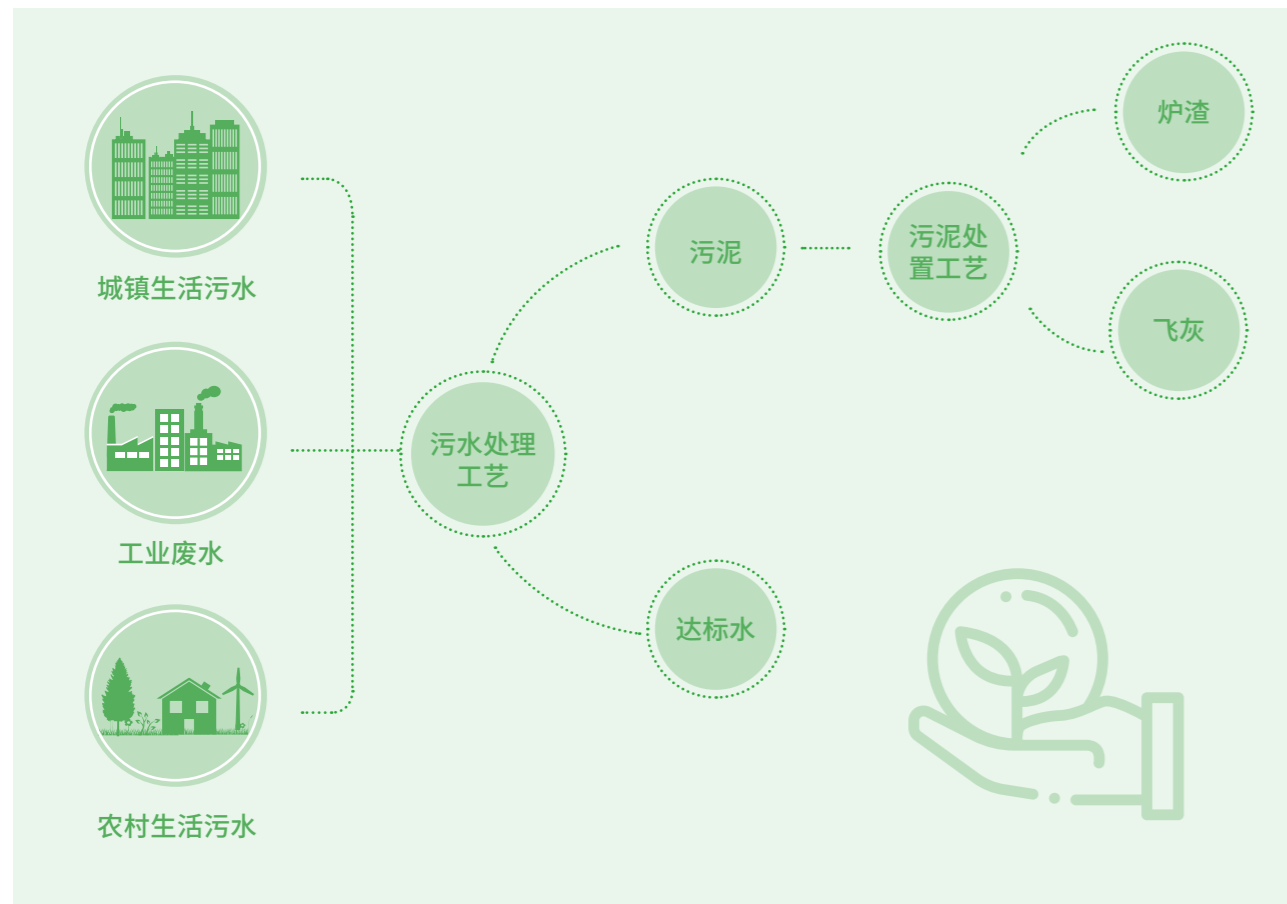 城镇生活污水
工业废水
农村生活污水
污水处理
工艺
污泥
达标水
污泥处
置工艺
炉渣
飞灰